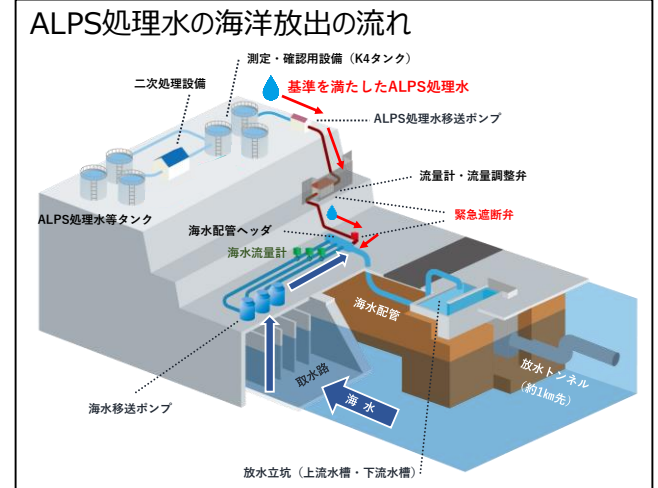 ALPS処理水の海洋放出の流れ
測定・確認用設備（K4タンク）
二次処理設備
基準を満たしたALPS処理水
ALPS処理水移送ポンプ
流量計・流量調整弁
ALPS処理水等タンク
緊急遮断弁
海水配管ヘッダ
海水流量計
海水配管
放水トンネル
（約1km先）
取水路
海水移送ポンプ
海 水
放水立坑（上流水槽・下流水槽）